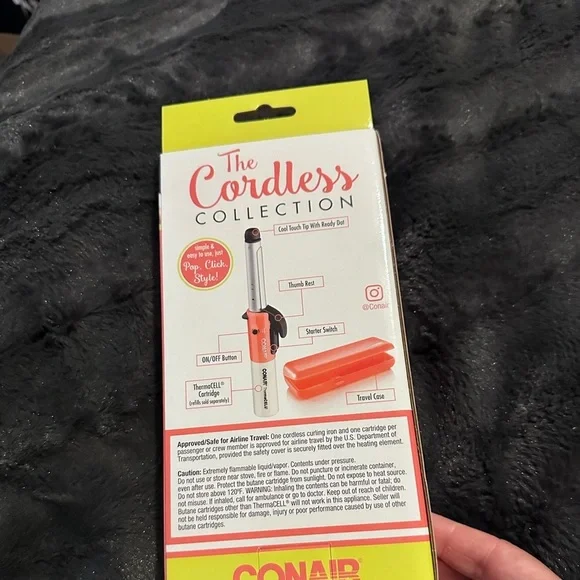 The
Cordless
COLLECTION
Cool Touch Tip With Ready Dot
simple &
easy to use, just
Pop, Click,
Style!
Thumb Rest
@Conair
Starter Switch
ON/OFF Button
ThermaCELL®
Cartridge
(refills sold separately)
CONAIR
ThermaCELL
Travel Case
Approved/Safe for Airline Travel: One cordless curling iron and one cartridge per
passenger or crew member is approved for airline travel by the U.S. Department of
Transportation, provided the safety cover is securely fitted over the heating element.
Caution: Extremely flammable liquid/vapor. Contents under pressure.
Do not use or store near stove, fire or flame. Do not puncture or incinerate container,
even after use. Protect the butane cartridge from sunlight. Do not expose to heat source.
Do not store above 120°F. WARNING: Inhaling the contents can be harmful or fatal; do
not misuse. If inhaled, call for ambulance or go to doctor. Keep out of reach of children.
Butane cartridges other than ThermaCELL® will not work in this appliance. Seller will
not be held responsible for damage, injury or poor performance caused by use of other
butane cartridges.
CONAIR